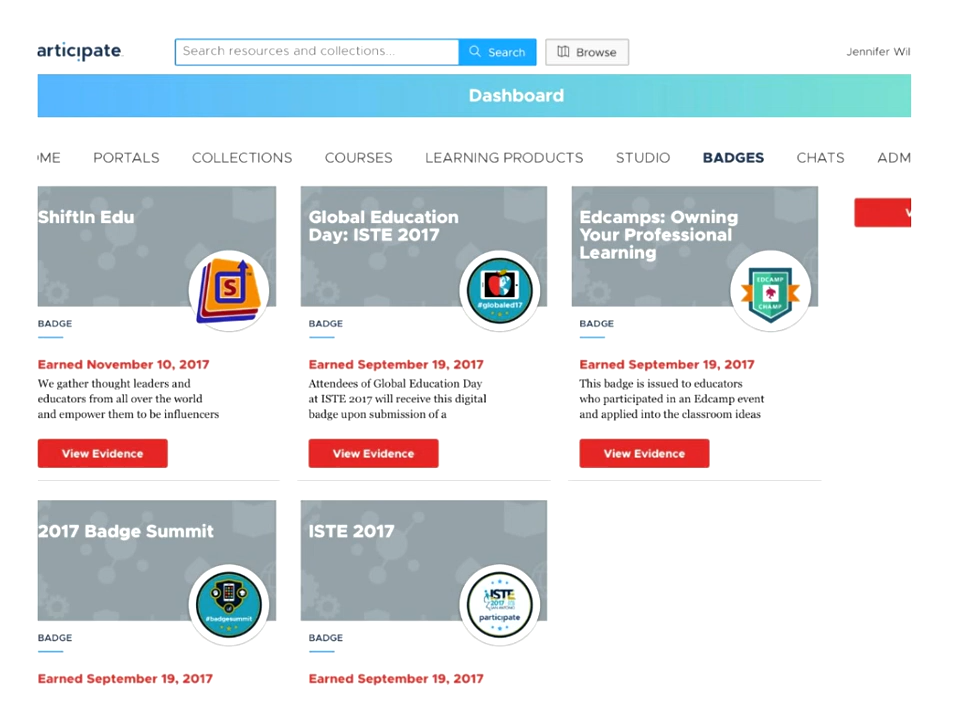 articipate.
Search resources and collections...
Search
Browse
Jennifer Wil
Dashboard
OME PORTALS COLLECTIONS COURSES LEARNING PRODUCTS STUDIO BADGES CHATS ADM
ShiftIn Edu
S
BADGE
Earned November 10, 2017
We gather thought leaders and
educators from all over the world
and empower them to be influencers
View Evidence
Global Education
Day: ISTE 2017
#globaled17
BADGE
Earned September 19, 2017
Attendees of Global Education Day
at ISTE 2017 will receive this digital
badge upon submission of a
View Evidence
Edcamps: Owning
Your Professional
Learning
EDCAMP
CHAMP
BADGE
Earned September 19, 2017
This badge is issued to educators
who participated in an Edcamp event
and applied into the classroom ideas
View Evidence
V
2017 Badge Summit
#badgesummit
BADGE
Earned September 19, 2017
ISTE 2017
ISTE
2017
SAN ANTONIO
participate
BADGE
Earned September 19, 2017